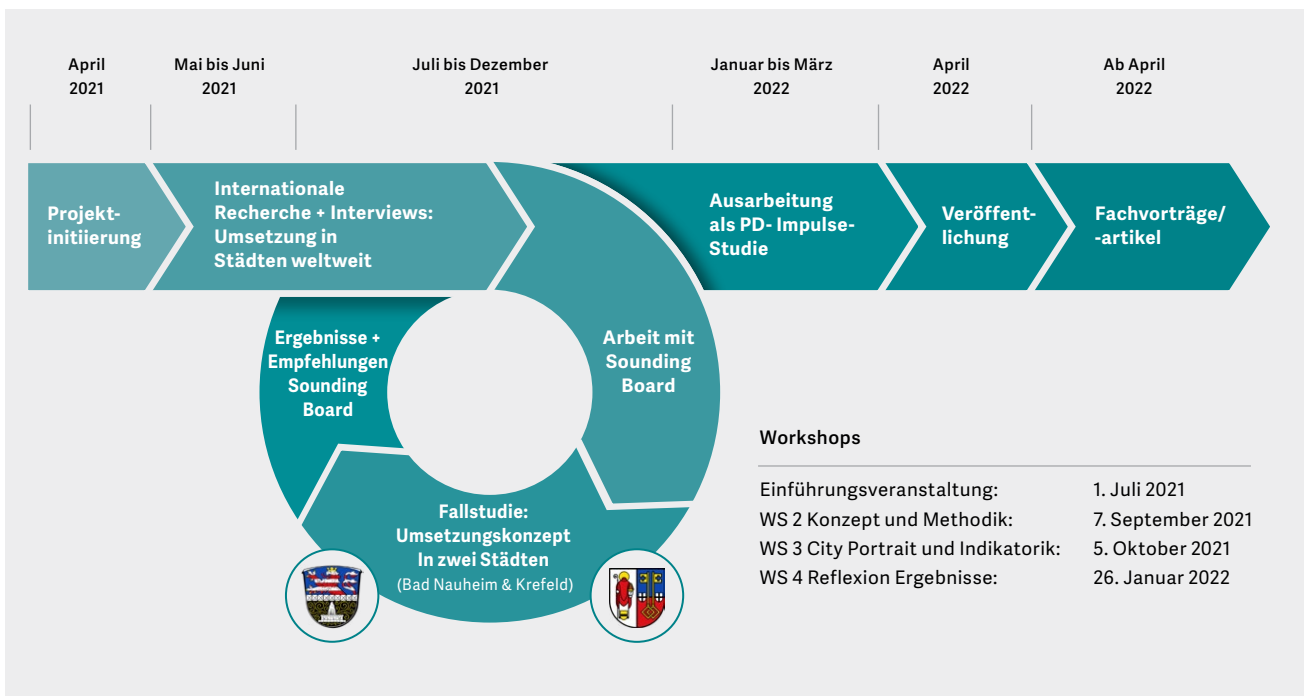 April
2021
Mai bis Juni
2021
Juli bis Dezember
2021
Januar bis März
2022
April
2022
Ab April
2022
Projekt-
initiierung
Internationale
Recherche + Interviews:
Umsetzung in
Städten weltweit
Ausarbeitung
als PD- Impulse-
Studie
Veröffent-
lichung
Fachvorträge/
-artikel
Arbeit mit
Sounding
Board
Fallstudie:
Umsetzungskonzept
In zwei Städten
(Bad Nauheim & Krefeld)
Ergebnisse +
Empfehlungen
Sounding
Board
Workshops
Einführungsveranstaltung: 1. Juli 2021
WS 2 Konzept und Methodik: 7. September 2021
WS 3 City Portrait und Indikatorik: 5. Oktober 2021
WS 4 Reflexion Ergebnisse: 26. Januar 2022